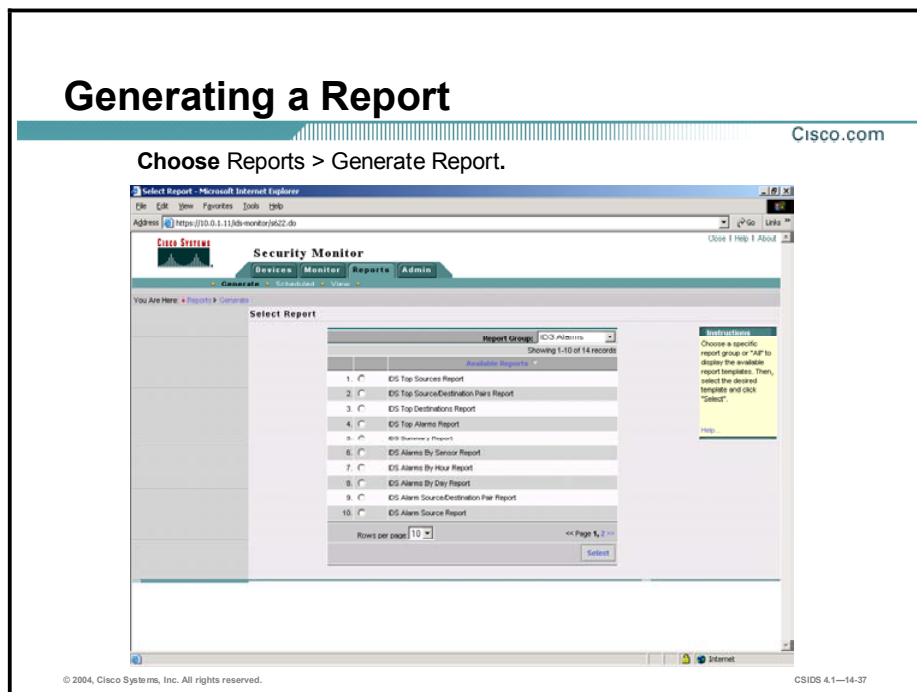 Generating a Report
Cisco.com
Choose Reports > Generate Report.
Select Report - Microsoft Internet Explorer
File Edit View Favorites Tools Help
Address https://10.0.1.11/ids-monitor/s622.do Go Links »
Close | Help | About
CISCO SYSTEMS
Security Monitor
Devices Monitor Reports Admin
Generate Scheduled View
You Are Here: Reports Generate
Select Report
Report Group: IDS Alarms
Showing 1-10 of 14 records
Available Reports
1. IDS Top Sources Report
2. IDS Top Source/Destination Pairs Report
3. IDS Top Destinations Report
4. IDS Top Alarms Report
5. IDS Summary Report
6. IDS Alarms By Sensor Report
7. IDS Alarms By Hour Report
8. IDS Alarms By Day Report
9. IDS Alarm Source/Destination Pair Report
10. IDS Alarm Source Report
Rows per page: 10
<< Page 1, 2 >>
Select
Instructions
Choose a specific
report group or "All" to
display the available
report templates. Then,
select the desired
template and click
"Select".
Help...
Internet
© 2004, Cisco Systems, Inc. All rights reserved.
CSIDS 4.1—14-37